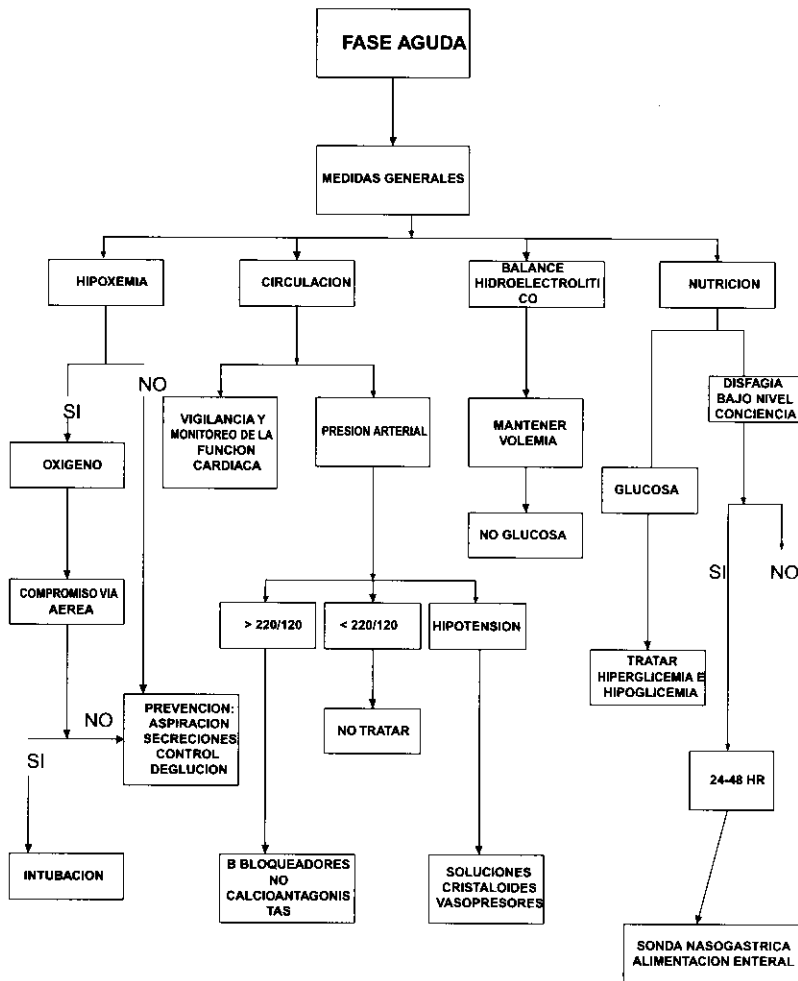 FASE AGUDA
MEDIDAS GENERALES
HIPOXEMIA
CIRCULACION
BALANCE
HIDROELECTROLITI
CO
NUTRICION
SI
NO
VIGILANCIA Y
MONITOREO DE LA
FUNCION
CARDIACA
PRESION ARTERIAL
MANTENER
VOLEMIA
DISFAGIA
BAJO NIVEL
CONCIENCIA
OXIGENO
GLUCOSA
NO GLUCOSA
SI
NO
COMPROMISO VIA
AEREA
> 220/120
< 220/120
HIPOTENSION
TRATAR
HIPERGLICEMIA E
HIPOGLICEMIA
NO
PREVENCION:
ASPIRACION
SECRECIONES
CONTROL
DEGLUCION
NO TRATAR
SI
24-48 HR
INTUBACION
B BLOQUEADORES
NO
CALCIOANTAGONIS
TAS
SOLUCIONES
CRISTALOIDES
VASOPRESORES
SONDA NASOGASTRICA
ALIMENTACION ENTERAL